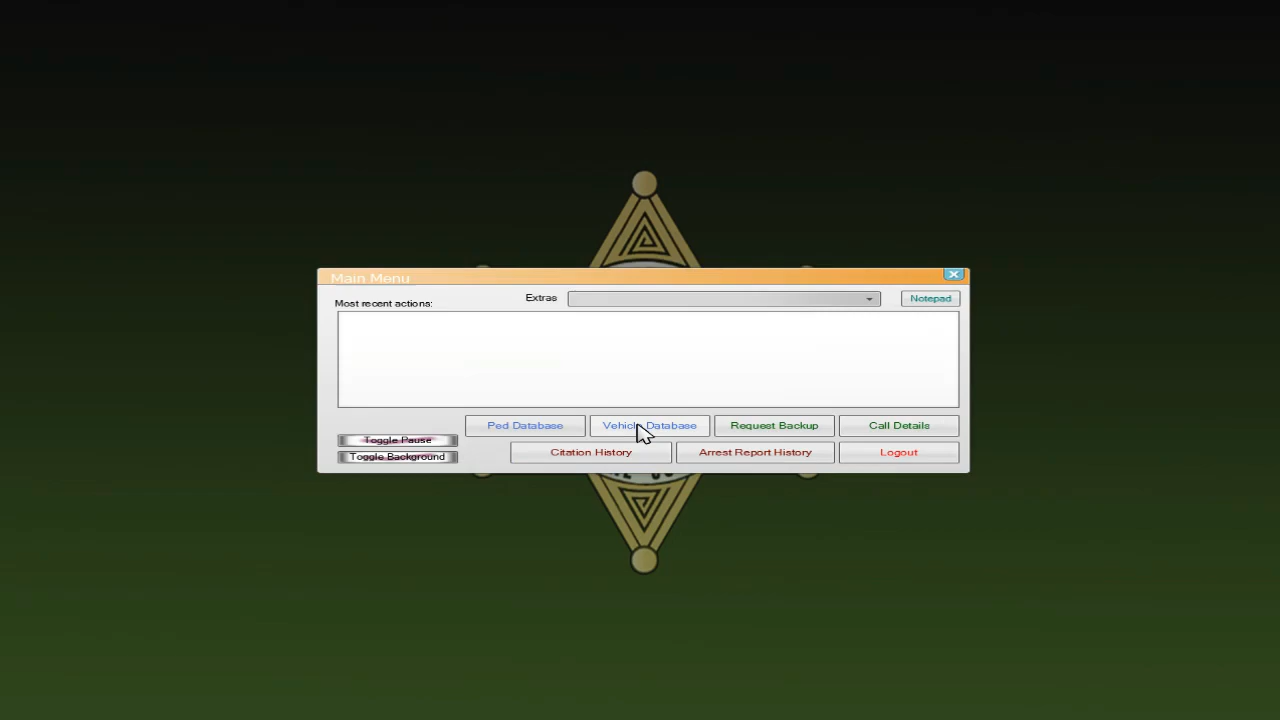 Main Menu
Extras
Notepad
Most recent actions:
Ped Database
Vehicle Database
Request Backup
Call Details
Toggle Pause
Citation History
Arrest Report History
Logout
Toggle Background